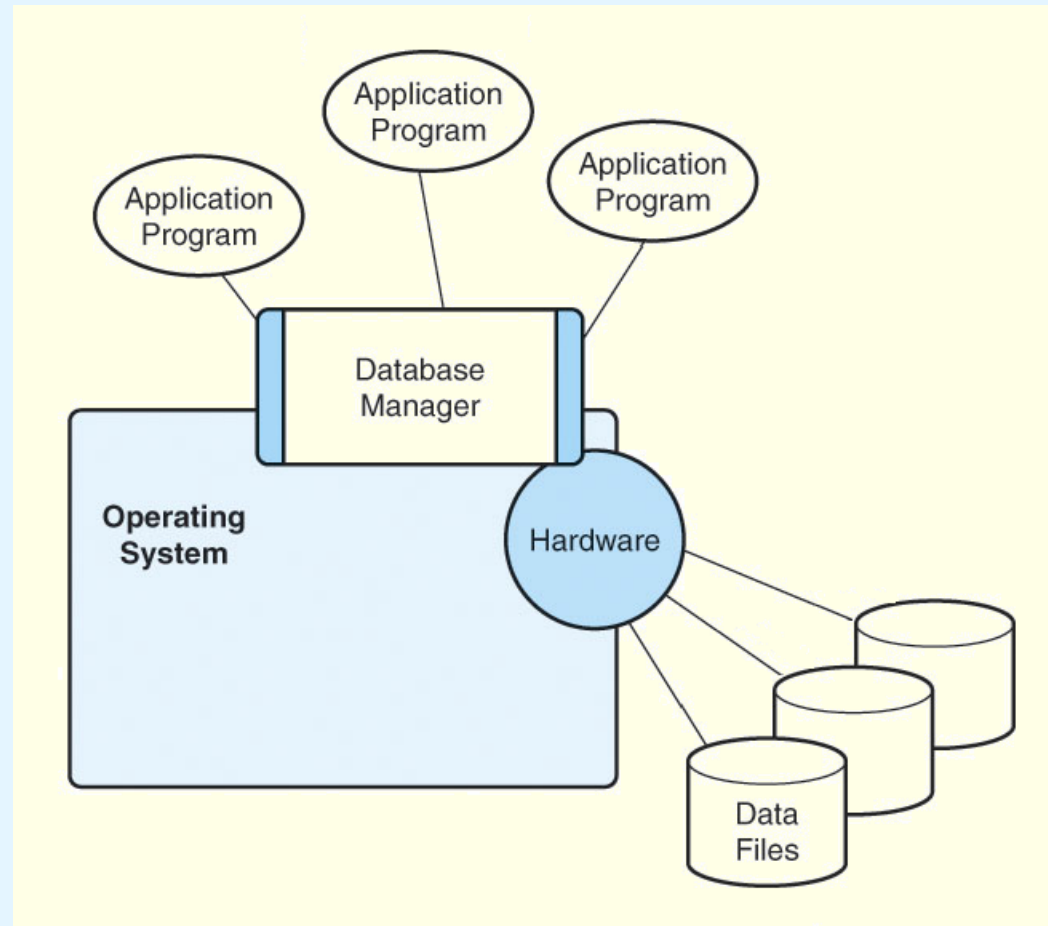 Application
Program
Application
Program
Application
Program
Database
Manager
Operating
System
Hardware
Data
Files